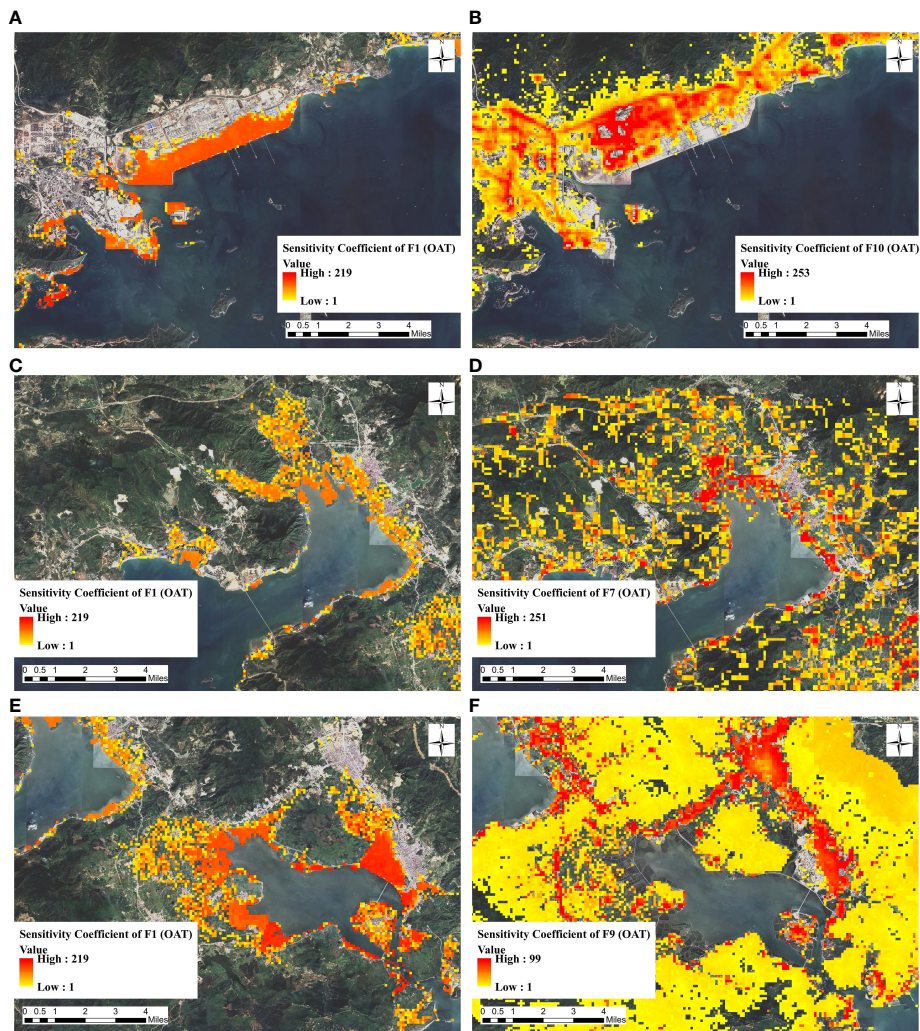 A
N
Sensitivity Coefficient of F1 (OAT)
Value
High : 219
Low : 1
0 0.5 1 2 3 4
Miles
B
N
Sensitivity Coefficient of F10 (OAT)
Value
High : 253
Low : 1
0 0.5 1 2 3 4
Miles
C
N
Sensitivity Coefficient of F1 (OAT)
Value
High : 219
Low : 1
0 0.5 1 2 3 4
Miles
D
N
Sensitivity Coefficient of F7 (OAT)
Value
High : 251
Low : 1
0 0.5 1 2 3 4
Miles
E
N
Sensitivity Coefficient of F1 (OAT)
Value
High : 219
Low : 1
0 0.5 1 2 3 4
Miles
F
N
Sensitivity Coefficient of F9 (OAT)
Value
High : 99
Low : 1
0 0.5 1 2 3 4
Miles